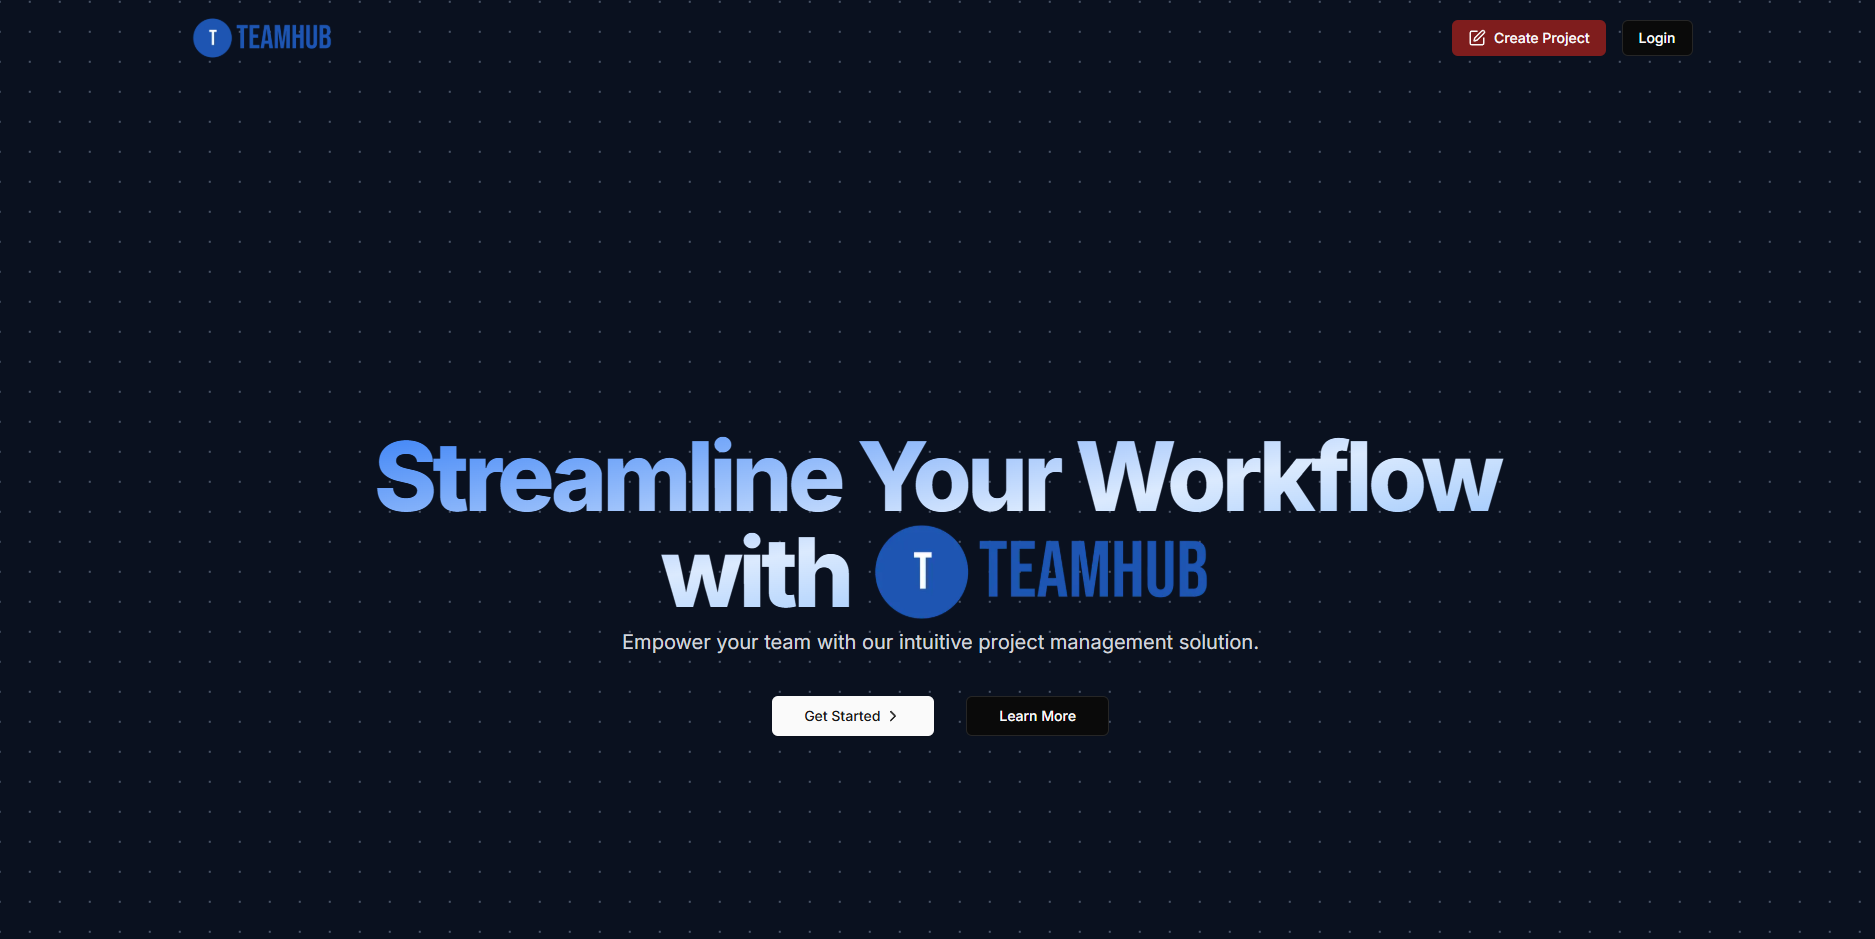 T TEAMHUB
Create Project
Login
Streamline Your Workflow
with T TEAMHUB
Empower your team with our intuitive project management solution.
Get Started
Learn More